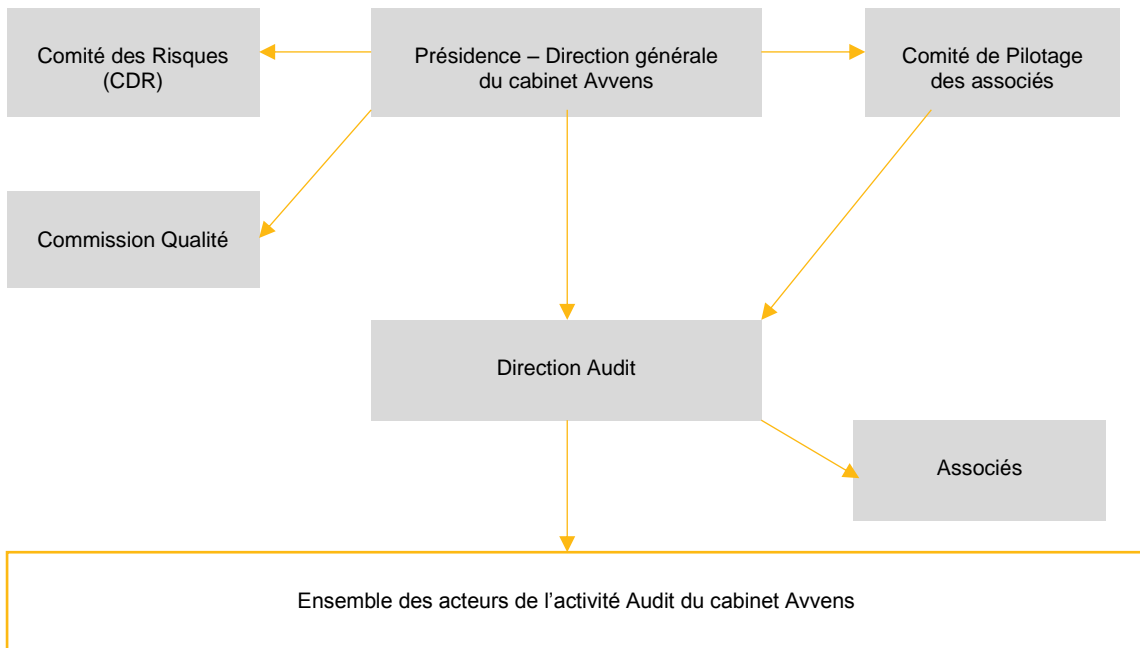 Comité des Risques
(CDR)
Présidence – Direction générale
du cabinet Avvens
Comité de Pilotage
des associés
Commission Qualité
Direction Audit
Associés
Ensemble des acteurs de l’activité Audit du cabinet Avvens